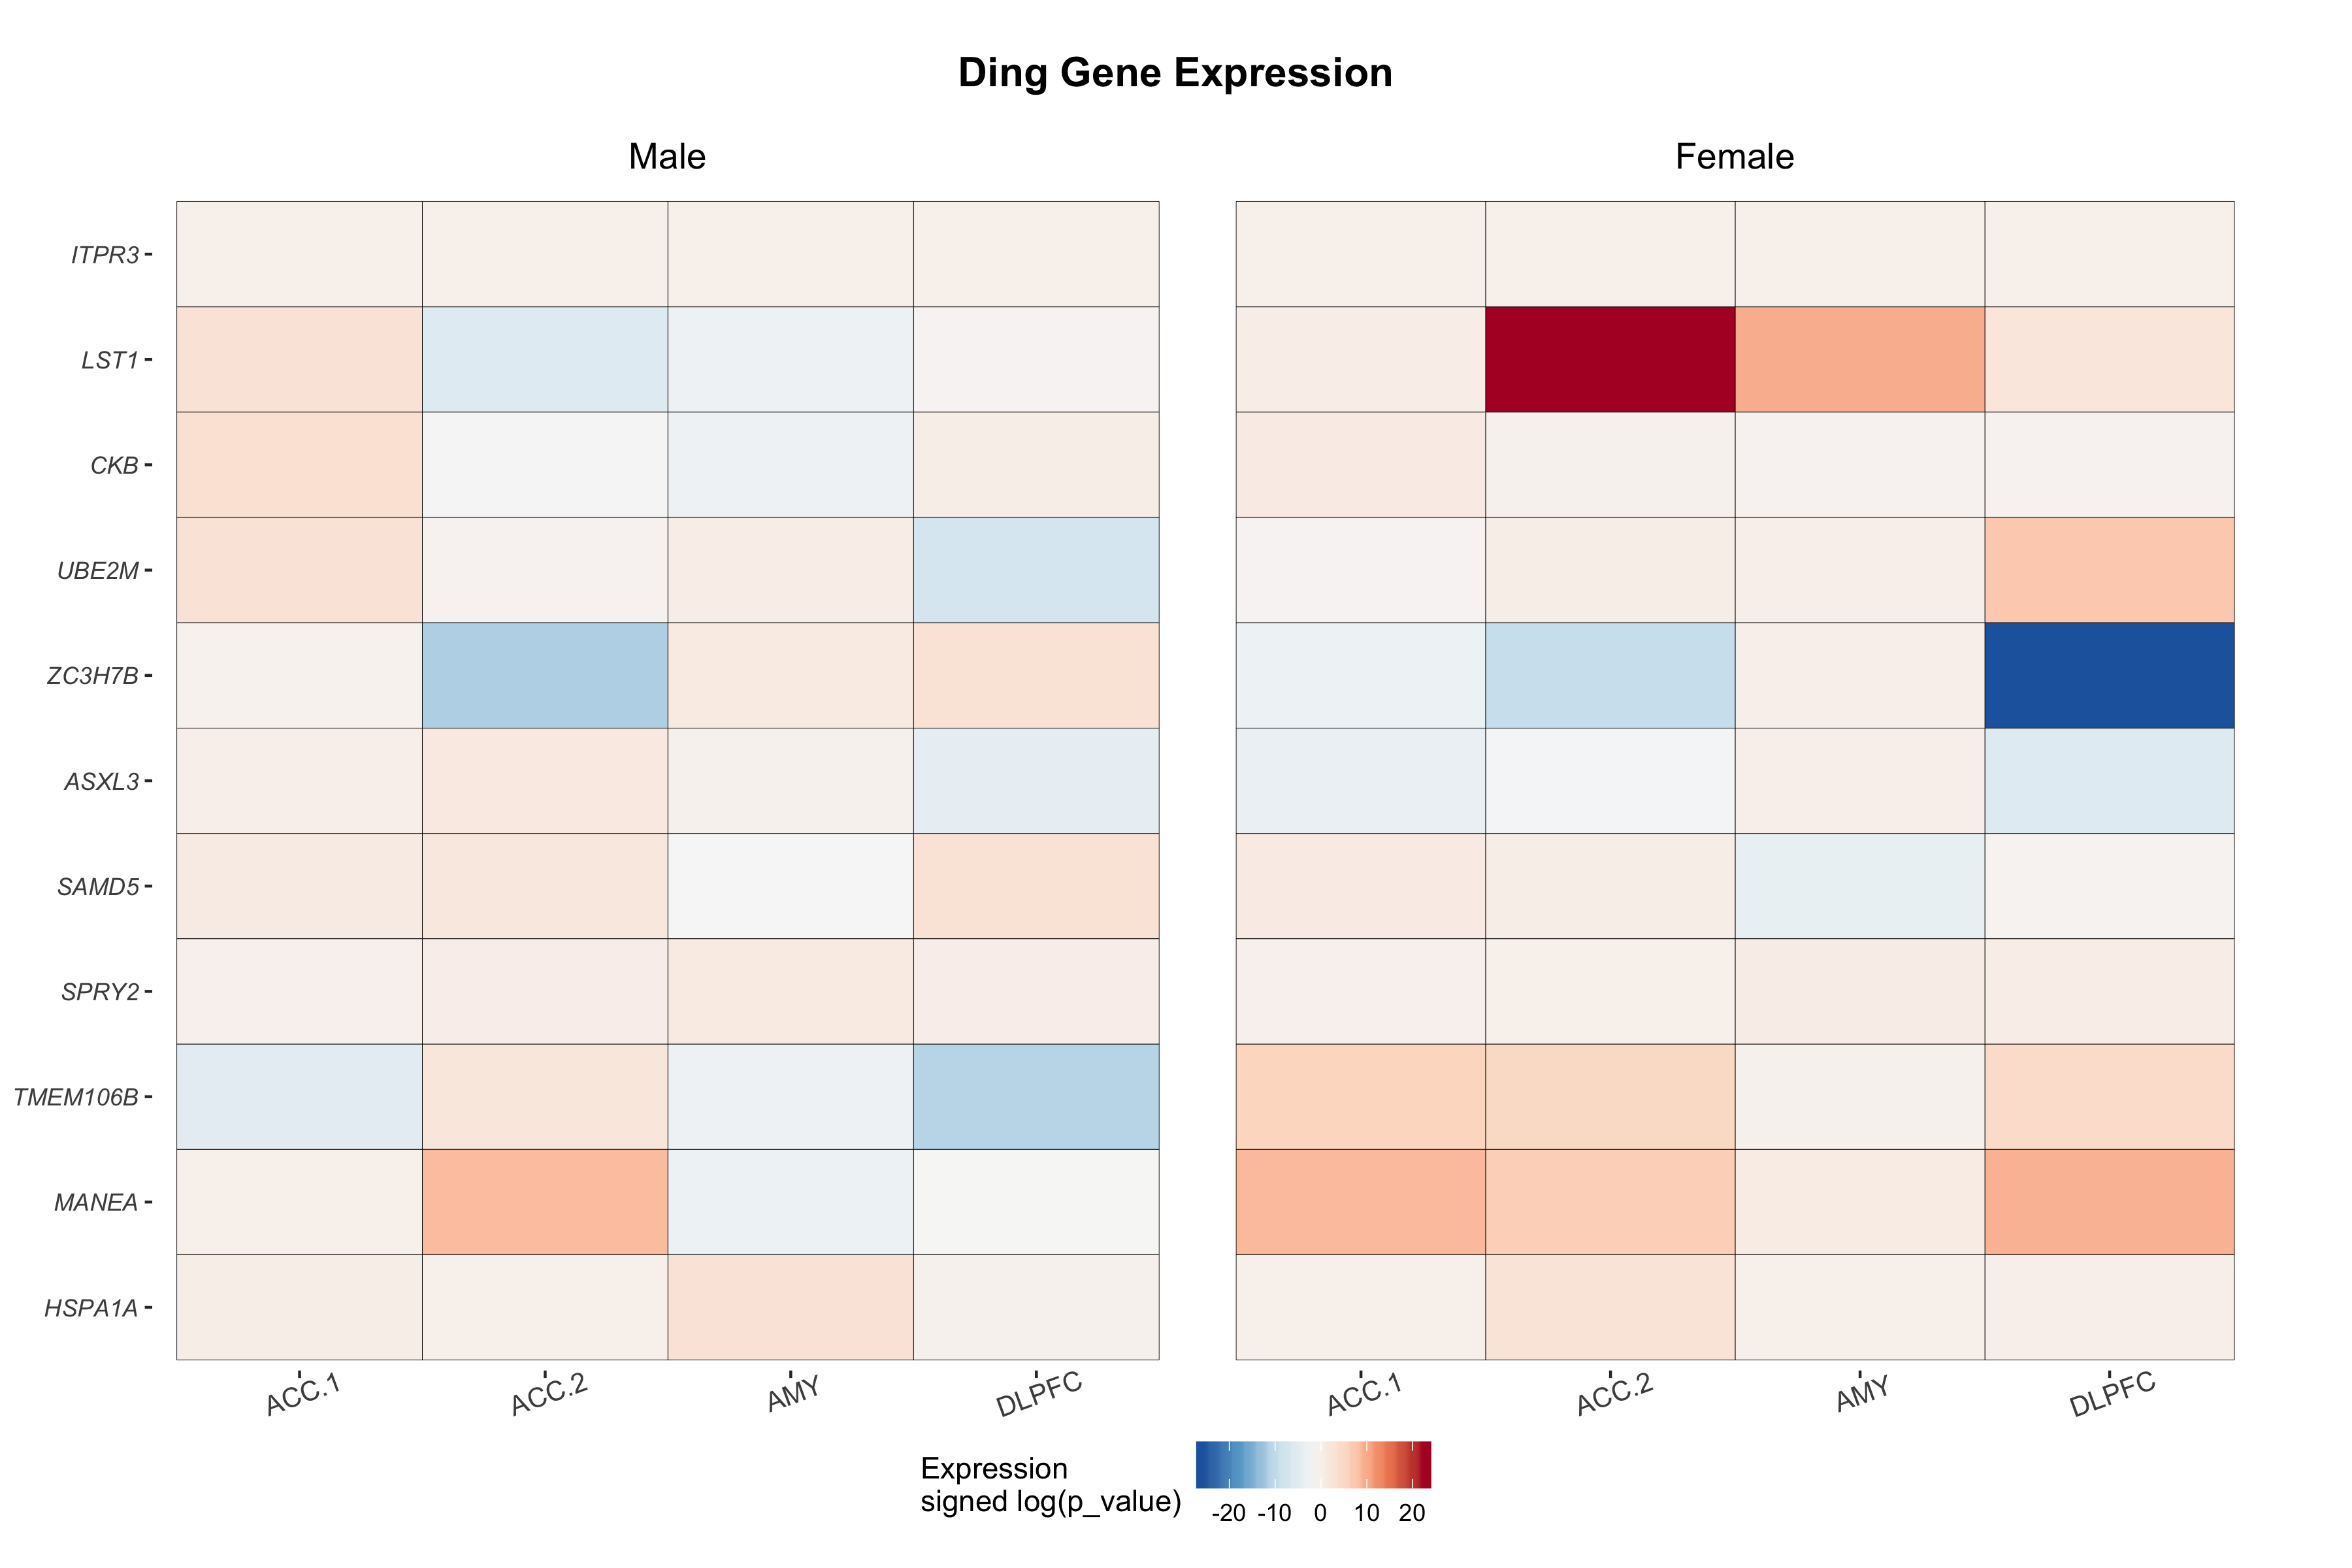 Ding Gene Expression
Male
Female
ITPR3
LST1
CKB
UBE2M
ZC3H7B
ASXL3
SAMD5
SPRY2
TMEM106B
MANEA
HSPA1A
ACC.1 ACC.2 AMY DLPFC
ACC.1 ACC.2 AMY DLPFC
Expression
signed log(p_value)
-20 -10 0 10 20